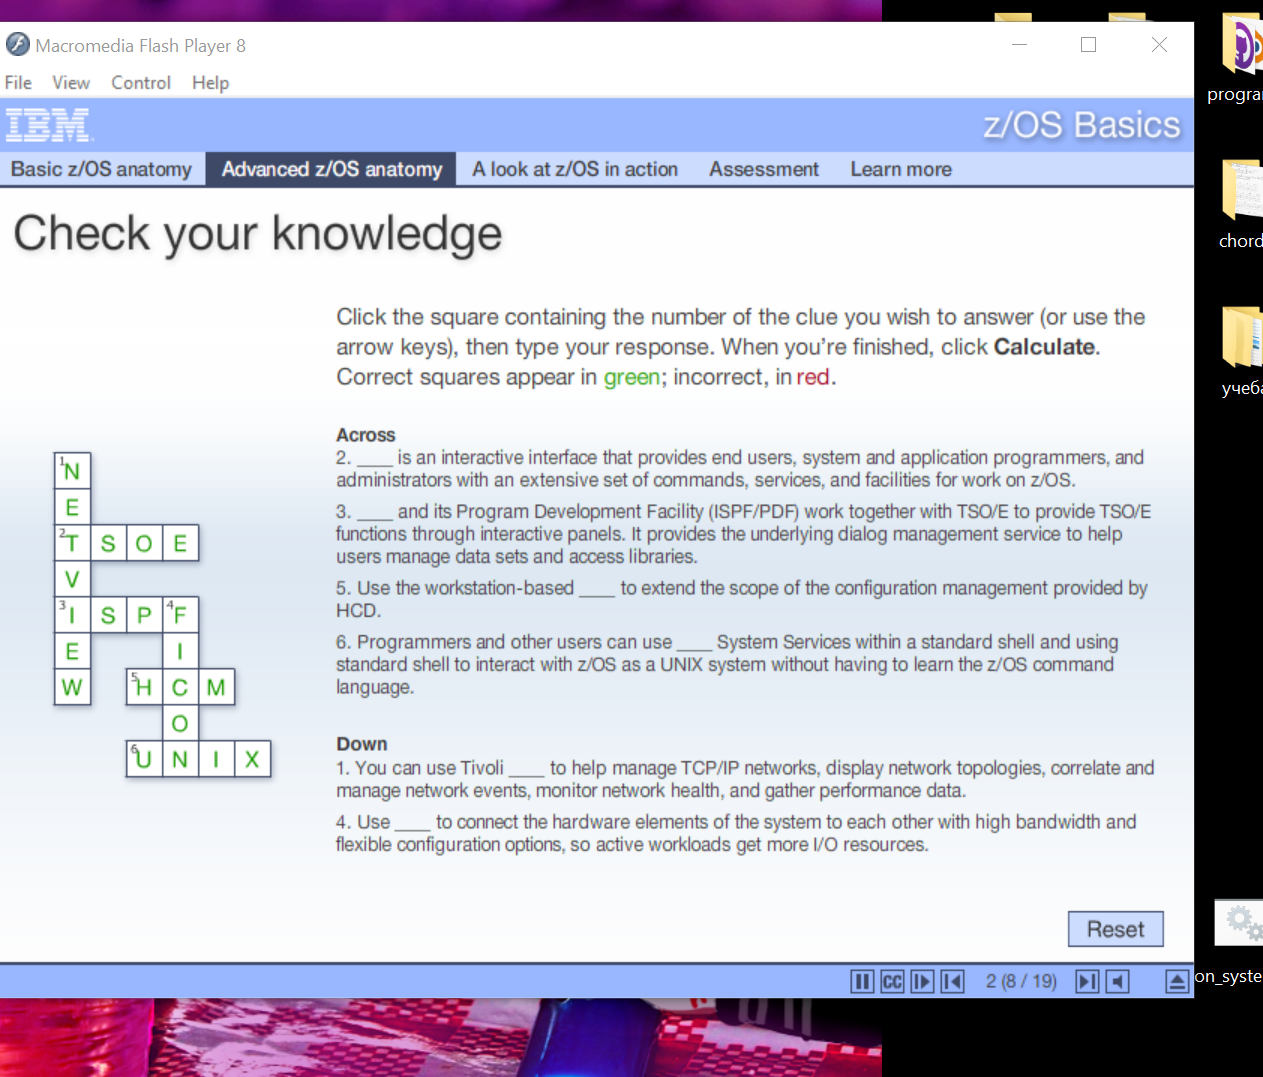 Macromedia Flash Player 8
File View Control Help
IBM
z/OS Basics
Basic z/OS anatomy Advanced z/OS anatomy A look at z/OS in action Assessment Learn more
Check your knowledge
Click the square containing the number of the clue you wish to answer (or use the
arrow keys), then type your response. When you're finished, click Calculate.
Correct squares appear in green; incorrect, in red.
Across
2. ____ is an interactive interface that provides end users, system and application programmers, and
administrators with an extensive set of commands, services, and facilities for work on z/OS.
3. ____ and its Program Development Facility (ISPF/PDF) work together with TSO/E to provide TSO/E
functions through interactive panels. It provides the underlying dialog management service to help
users manage data sets and access libraries.
5. Use the workstation-based ____ to extend the scope of the configuration management provided by
HCD.
6. Programmers and other users can use ____ System Services within a standard shell and using
standard shell to interact with z/OS as a UNIX system without having to learn the z/OS command
language.
Down
1. You can use Tivoli ____ to help manage TCP/IP networks, display network topologies, correlate and
manage network events, monitor network health, and gather performance data.
4. Use ____ to connect the hardware elements of the system to each other with high bandwidth and
flexible configuration options, so active workloads get more I/O resources.
1 N
E
2 T S O E
V
3 I S P 4 F
E I
W 5 H C M
O
6 U N I X
Reset
CC 2 (8 / 19)
progra
chord
учеба
on_syste